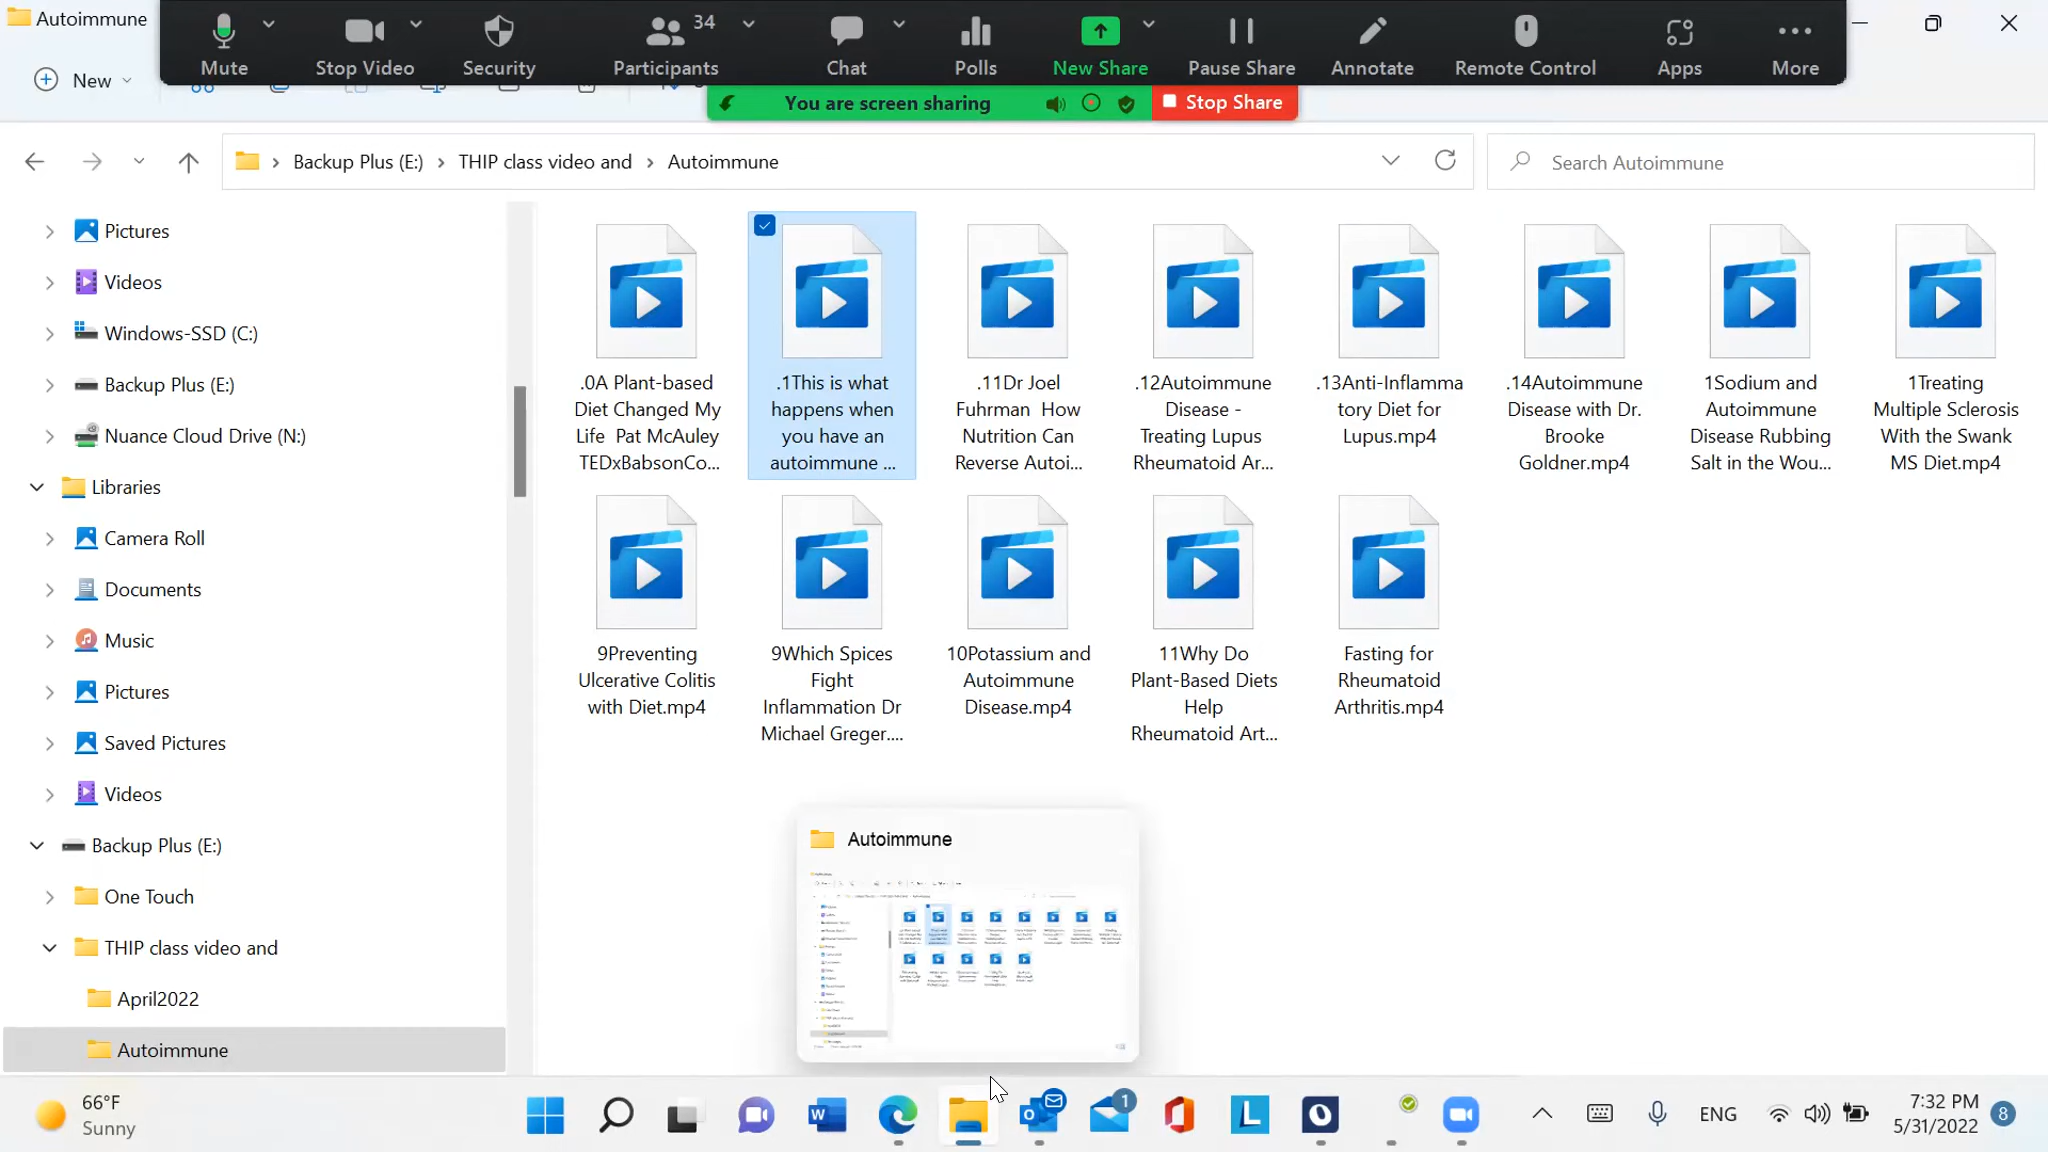 Autoimmune
Mute
Stop Video
Security
34
Participants
Chat
Polls
New Share
Pause Share
Annotate
Remote Control
Apps
More
New
You are screen sharing
Stop Share
Backup Plus (E:)
THIP class video and
Autoimmune
Search Autoimmune
Pictures
Videos
Windows-SSD (C:)
Backup Plus (E:)
Nuance Cloud Drive (N:)
Libraries
Camera Roll
Documents
Music
Pictures
Saved Pictures
Videos
Backup Plus (E:)
One Touch
THIP class video and
April2022
Autoimmune
.0A Plant-based
Diet Changed My
Life Pat McAuley
TEDxBabsonCo...
.1This is what
happens when
you have an
autoimmune ...
.11Dr Joel
Fuhrman How
Nutrition Can
Reverse Autoi...
.12Autoimmune
Disease -
Treating Lupus
Rheumatoid Ar...
.13Anti-Inflamma
tory Diet for
Lupus.mp4
.14Autoimmune
Disease with Dr.
Brooke
Goldner.mp4
1Sodium and
Autoimmune
Disease Rubbing
Salt in the Wou...
1Treating
Multiple Sclerosis
With the Swank
MS Diet.mp4
9Preventing
Ulcerative Colitis
with Diet.mp4
9Which Spices
Fight
Inflammation Dr
Michael Greger....
10Potassium and
Autoimmune
Disease.mp4
11Why Do
Plant-Based Diets
Help
Rheumatoid Art...
Fasting for
Rheumatoid
Arthritis.mp4
Autoimmune
66°F
Sunny
W
O
1
L
ENG
7:32 PM
5/31/2022
8